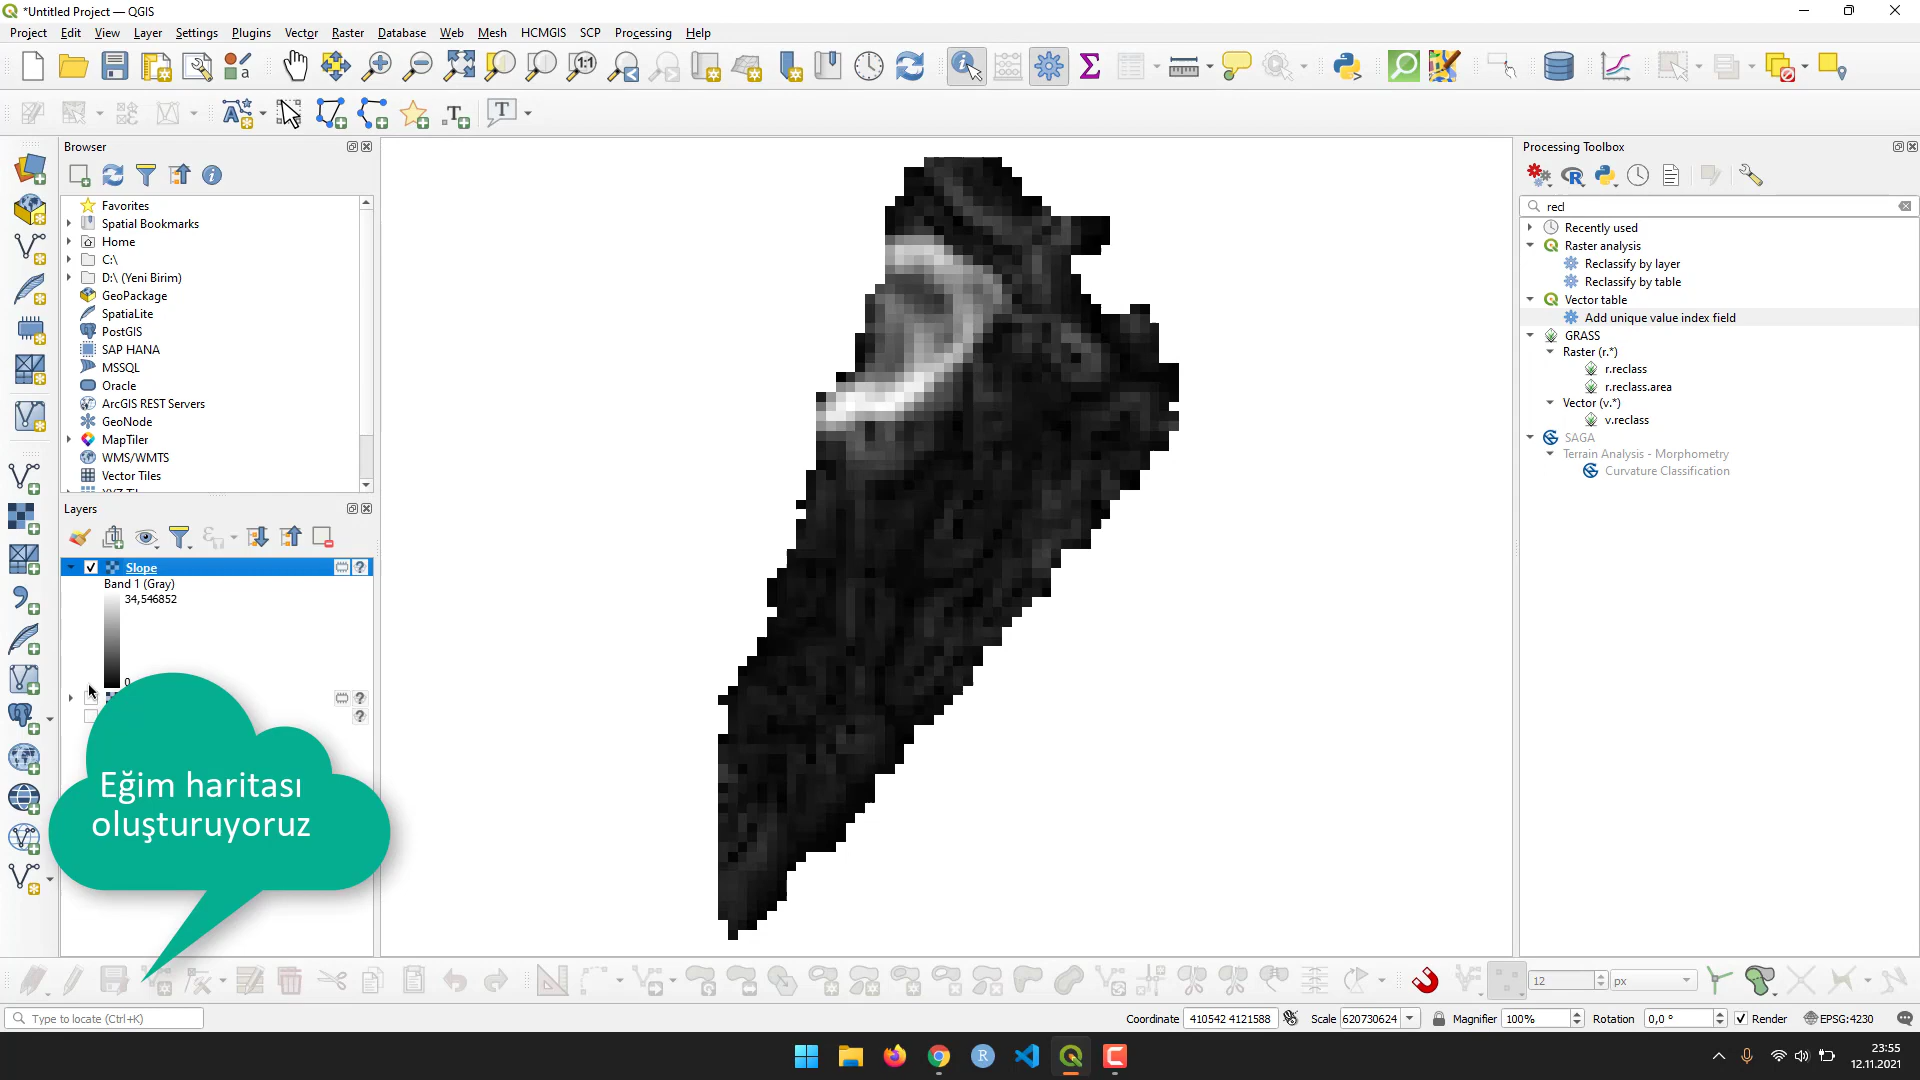 *Untitled Project — QGIS
Project Edit View Layer Settings Plugins Vector Raster Database Web Mesh HCMGIS SCP Processing Help
Browser
Favorites
Spatial Bookmarks
Home
C:\
D:\ (Yeni Birim)
GeoPackage
SpatiaLite
PostGIS
SAP HANA
MSSQL
Oracle
ArcGIS REST Servers
GeoNode
MapTiler
WMS/WMTS
Vector Tiles
Layers
Slope
Band 1 (Gray)
34,546852
0
Eğim haritası
oluşturuyoruz
Processing Toolbox
recl
Recently used
Raster analysis
Reclassify by layer
Reclassify by table
Vector table
Add unique value index field
GRASS
Raster (r.*)
r.reclass
r.reclass.area
Vector (v.*)
v.reclass
SAGA
Terrain Analysis - Morphometry
Curvature Classification
12 px
Type to locate (Ctrl+K)
Coordinate 410542 4121588 Scale 620730624 Magnifier 100% Rotation 0,0 ° Render EPSG:4230
23:55
12.11.2021